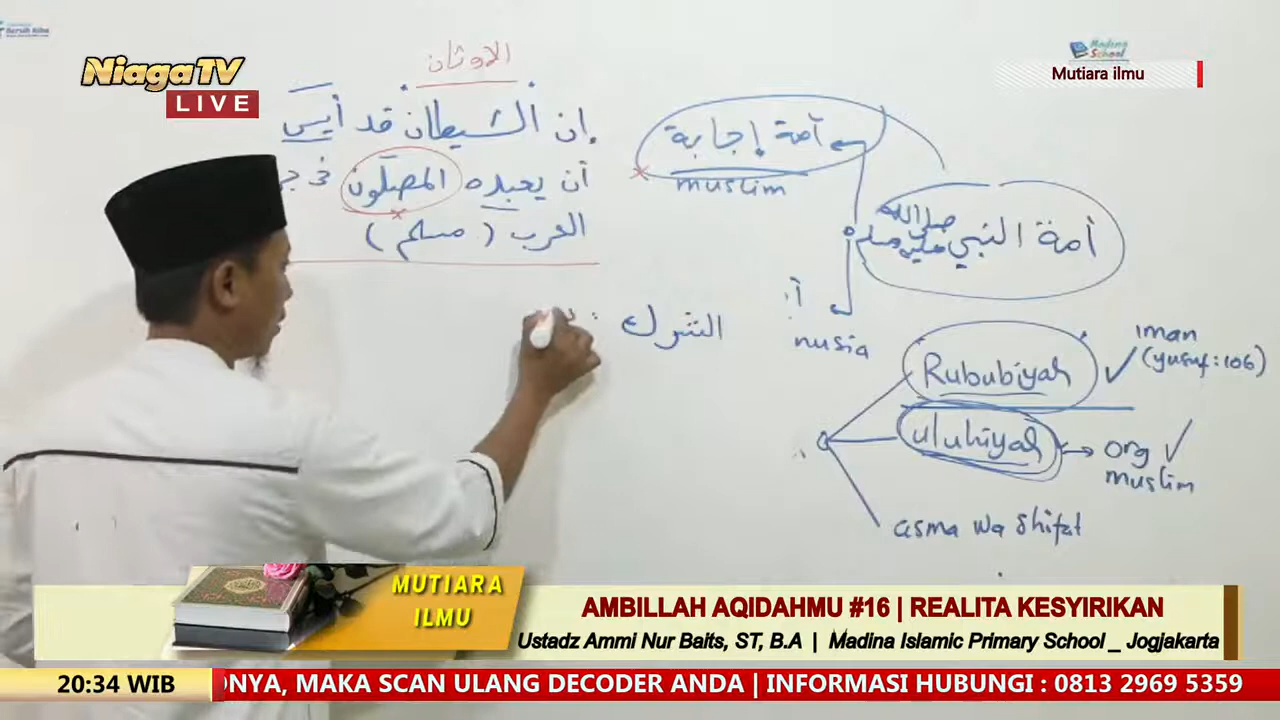 NiagaTV
LIVE
Madina
School
Mutiara ilmu
الاوثان
إن الشيطان قد أيس
أن يعبده المصلون في جز
العرب (مسلم)
أمة إجابة
muslim
أمة النبي صلى الله عليه وسلم
nusia
الشرك :
Rububiyah
iman
(yusuf:106)
uluhiyah
org
muslim
asma wa shifat
MUTIARA
ILMU
AMBILLAH AQIDAHMU #16 | REALITA KESYIRIKAN
Ustadz Ammi Nur Baits, ST, B.A | Madina Islamic Primary School _ Jogjakarta
20:34 WIB
ONYA, MAKA SCAN ULANG DECODER ANDA | INFORMASI HUBUNGI : 0813 2969 5359